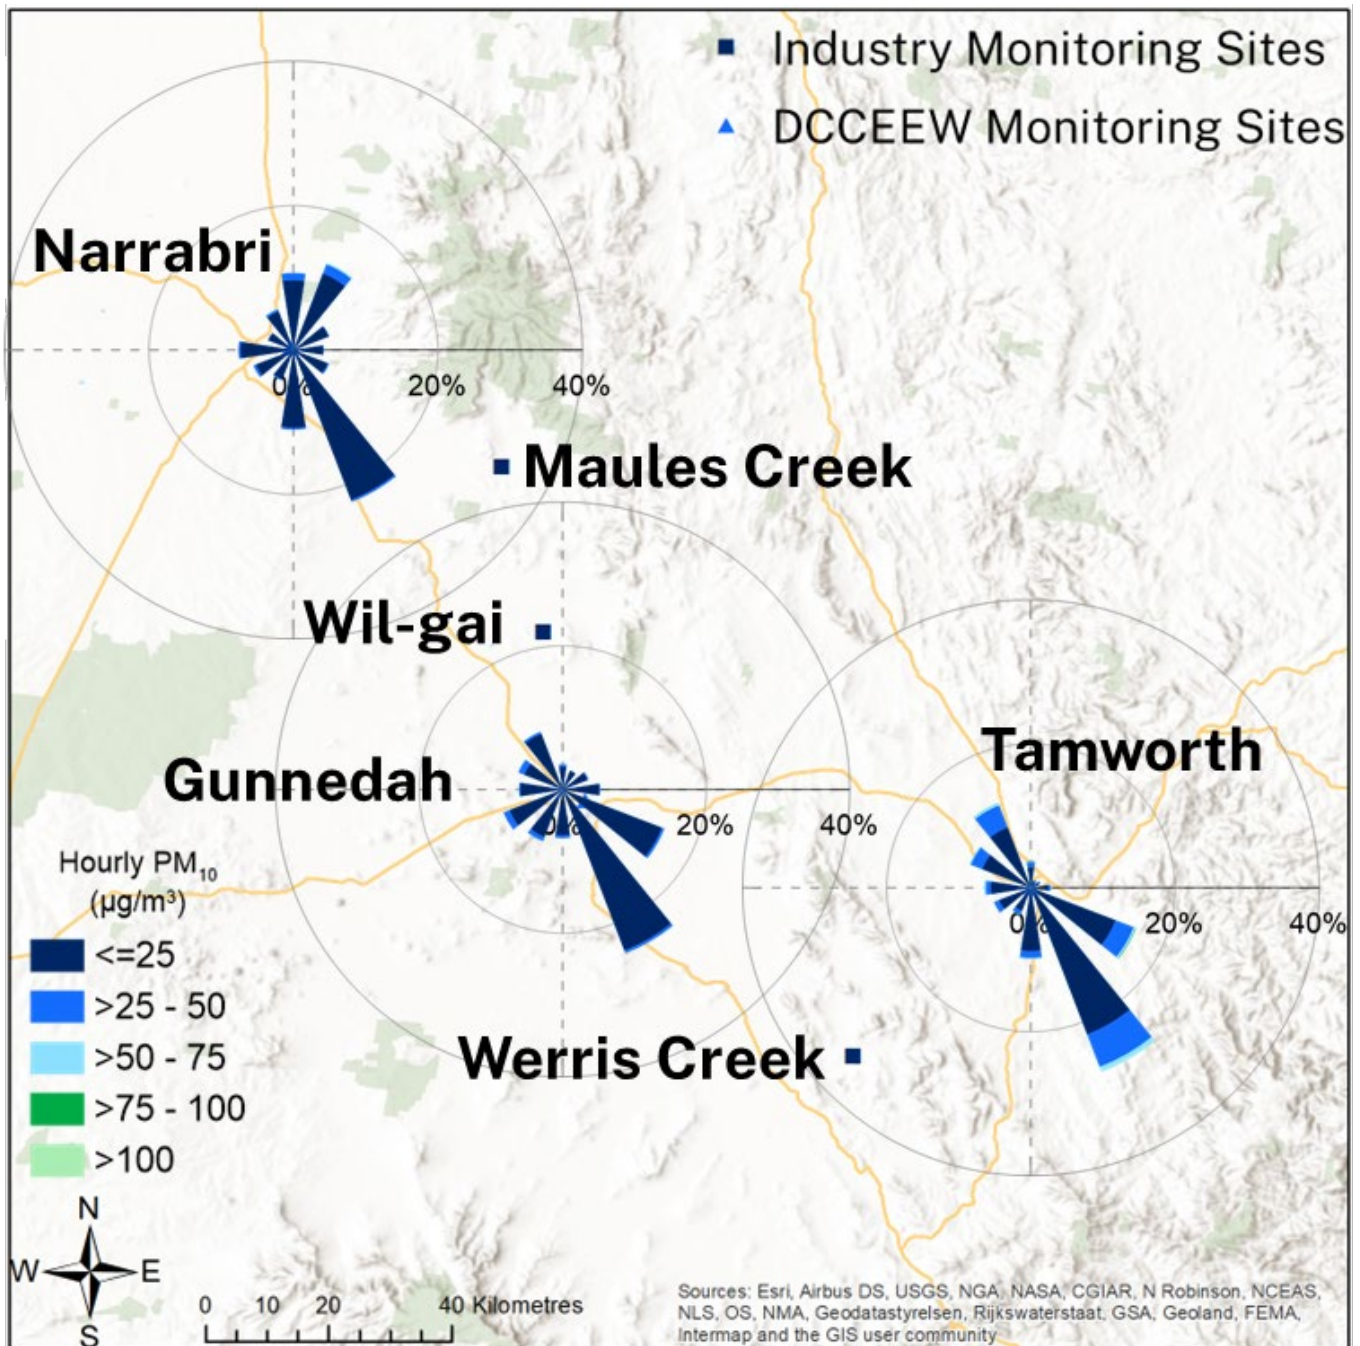 Industry Monitoring Sites
DCCEEW Monitoring Sites
Narrabri
0% 20% 40%
Maules Creek
Wil-gai
Tamworth
Gunnedah
0% 20% 40%
Hourly PM₁₀
(µg/m³)
0% 20% 40%
<=25
>25 - 50
>50 - 75
>75 - 100
>100
Werris Creek
N
W E
S
0 10 20 40 Kilometres
Sources: Esri, Airbus DS, USGS, NGA, NASA, CGIAR, N Robinson, NCEAS,
NLS, OS, NMA, Geodatastyrelsen, Rijkswaterstaat, GSA, Geoland, FEMA,
Intermap and the GIS user community